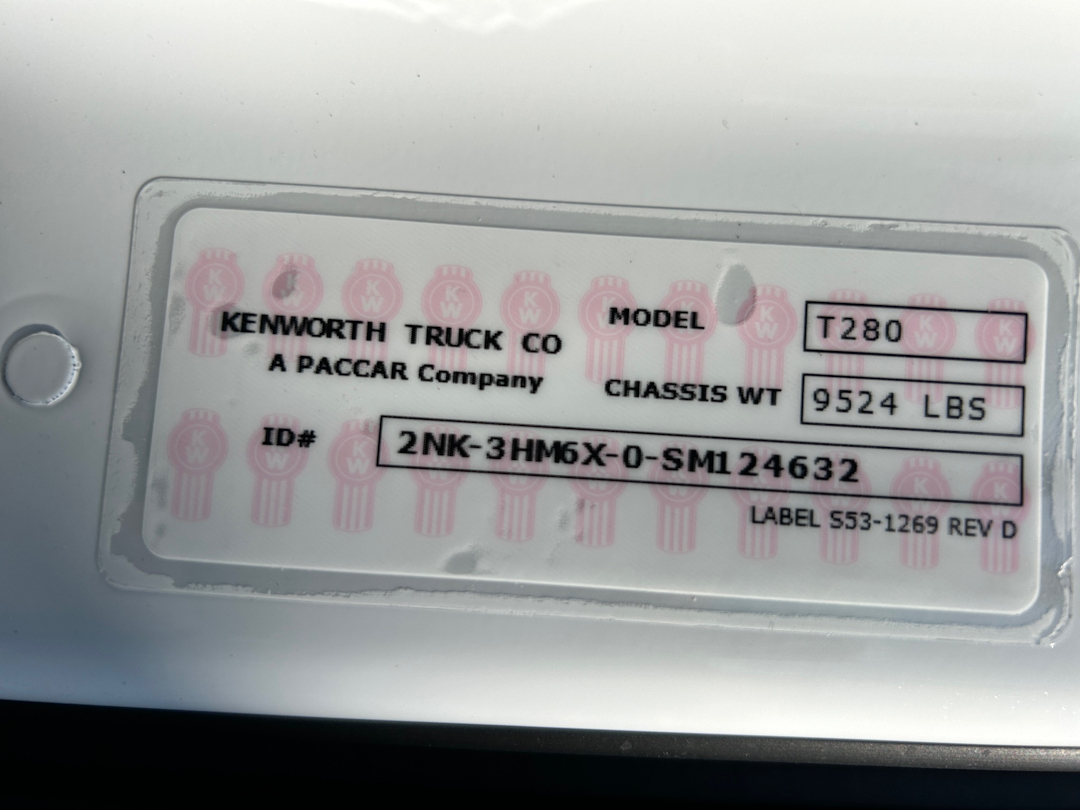 KENWORTH TRUCK CO
A PACCAR Company
MODEL T280
CHASSIS WT 9524 LBS
ID# 2NK-3HM6X-0-SM124632
LABEL S53-1269 REV D